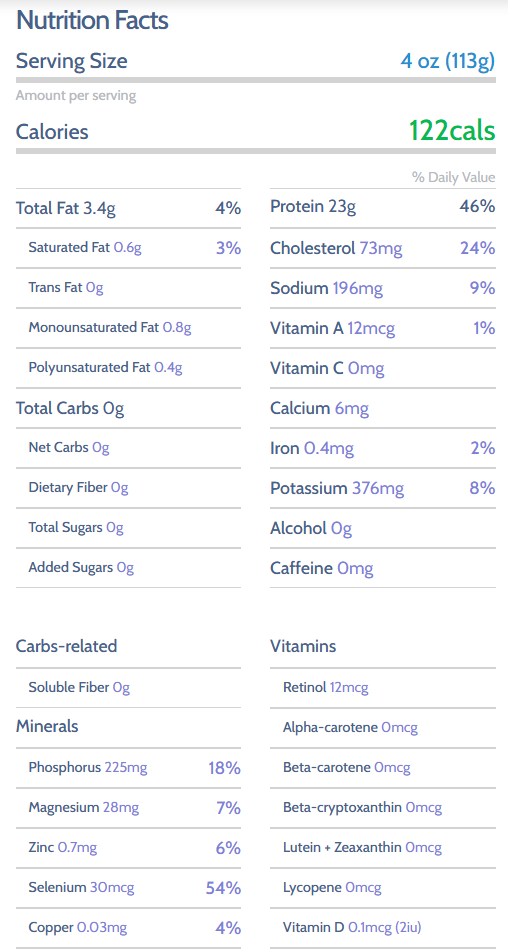 Nutrition Facts
Serving Size 4 oz (113g)
Amount per serving
Calories 122cals
% Daily Value
Total Fat 3.4g 4%
Saturated Fat 0.6g 3%
Trans Fat 0g
Monounsaturated Fat 0.8g
Polyunsaturated Fat 0.4g
Total Carbs 0g
Net Carbs 0g
Dietary Fiber 0g
Total Sugars 0g
Added Sugars 0g
Protein 23g 46%
Cholesterol 73mg 24%
Sodium 196mg 9%
Vitamin A 12mcg 1%
Vitamin C 0mg
Calcium 6mg
Iron 0.4mg 2%
Potassium 376mg 8%
Alcohol 0g
Caffeine 0mg
Carbs-related
Soluble Fiber 0g
Minerals
Phosphorus 225mg 18%
Magnesium 28mg 7%
Zinc 0.7mg 6%
Selenium 30mcg 54%
Copper 0.03mg 4%
Vitamins
Retinol 12mcg
Alpha-carotene 0mcg
Beta-carotene 0mcg
Beta-cryptoxanthin 0mcg
Lutein + Zeaxanthin 0mcg
Lycopene 0mcg
Vitamin D 0.1mcg (2iu)